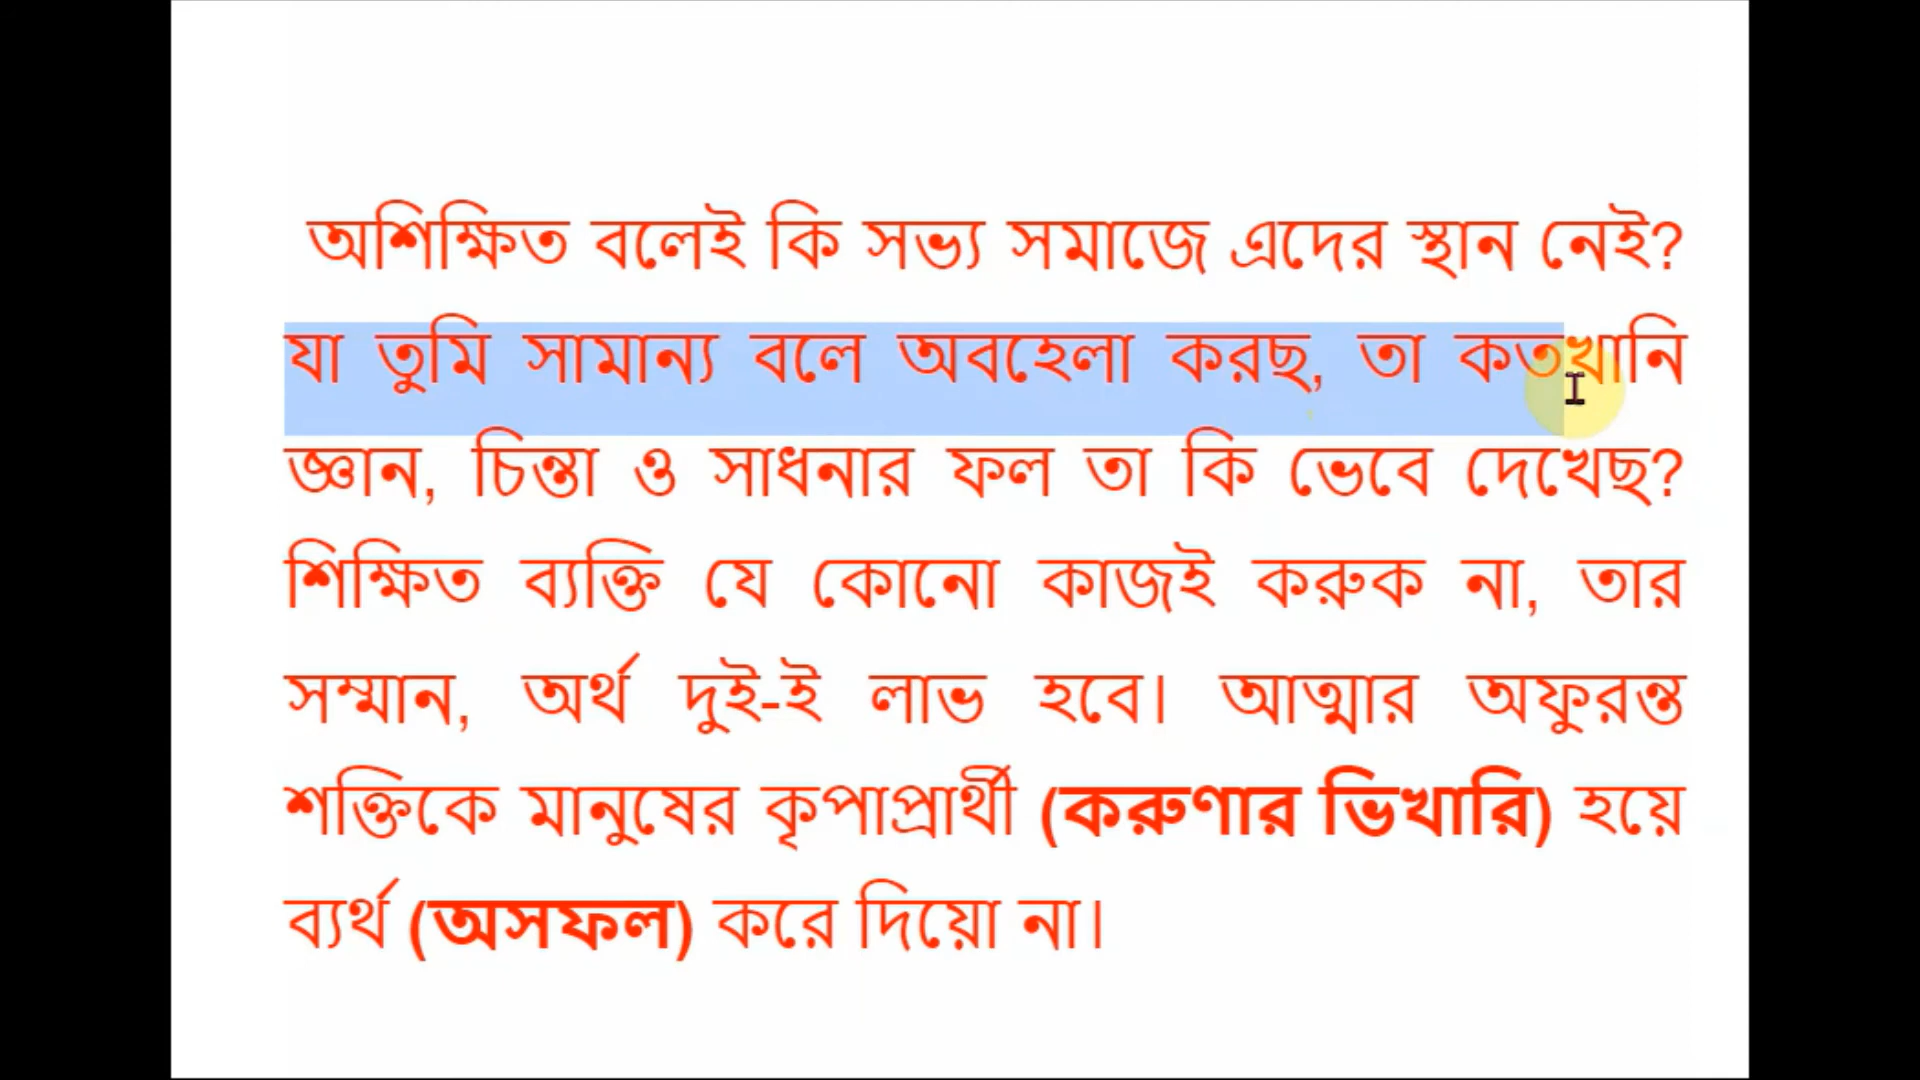 অশিক্ষিত বলেই কি সভ্য সমাজে এদের স্থান নেই?
যা তুমি সামান্য বলে অবহেলা করছ, তা কতখানি
জ্ঞান, চিন্তা ও সাধনার ফল তা কি ভেবে দেখেছ?
শিক্ষিত ব্যক্তি যে কোনো কাজই করুক না, তার
সম্মান, অর্থ দুই-ই লাভ হবে। আত্মার অফুরন্ত
শক্তিকে মানুষের কৃপাপ্রার্থী (করুণার ভিখারি) হয়ে
ব্যর্থ (অসফল) করে দিয়ো না।